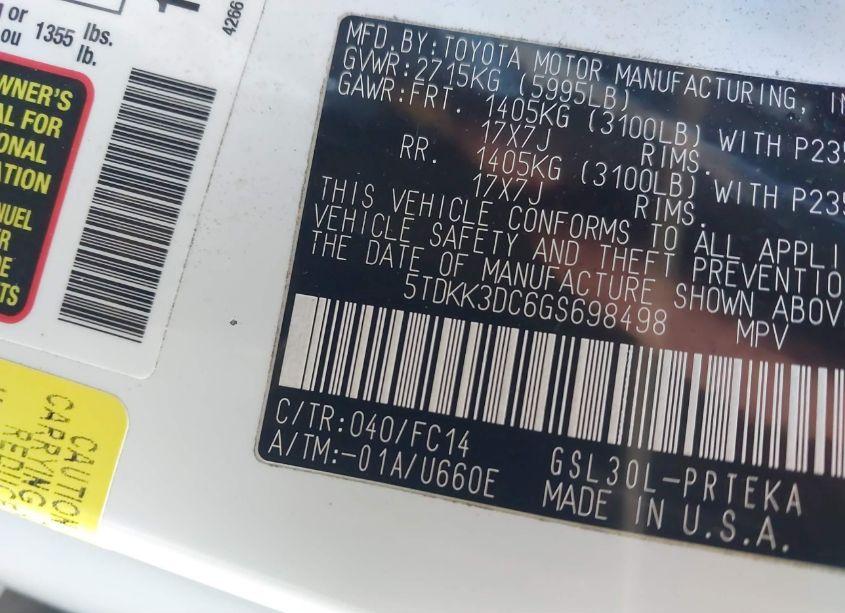 or
ou 1355 lbs.
lb.
4266
WNER'S
AL FOR
ONAL
ATION
NUEL
R
DE
TS
CAUTION
CARRYING
MFD.BY:TOYOTA MOTOR MANUFACTURING, IN
GVWR:2715KG (5995LB)
GAWR:FRT. 1405KG (3100LB) WITH P235
17X7J RIMS.
RR. 1405KG (3100LB) WITH P235
17X7J RIMS.
THIS VEHICLE CONFORMS TO ALL APPLI
VEHICLE SAFETY AND THEFT PREVENTION
THE DATE OF MANUFACTURE SHOWN ABOV
5TDKK3DC6GS698498 MPV
C/TR:040/FC14 GSL30L-PRTEKA
A/TM:-01A/U660E MADE IN U.S.A.